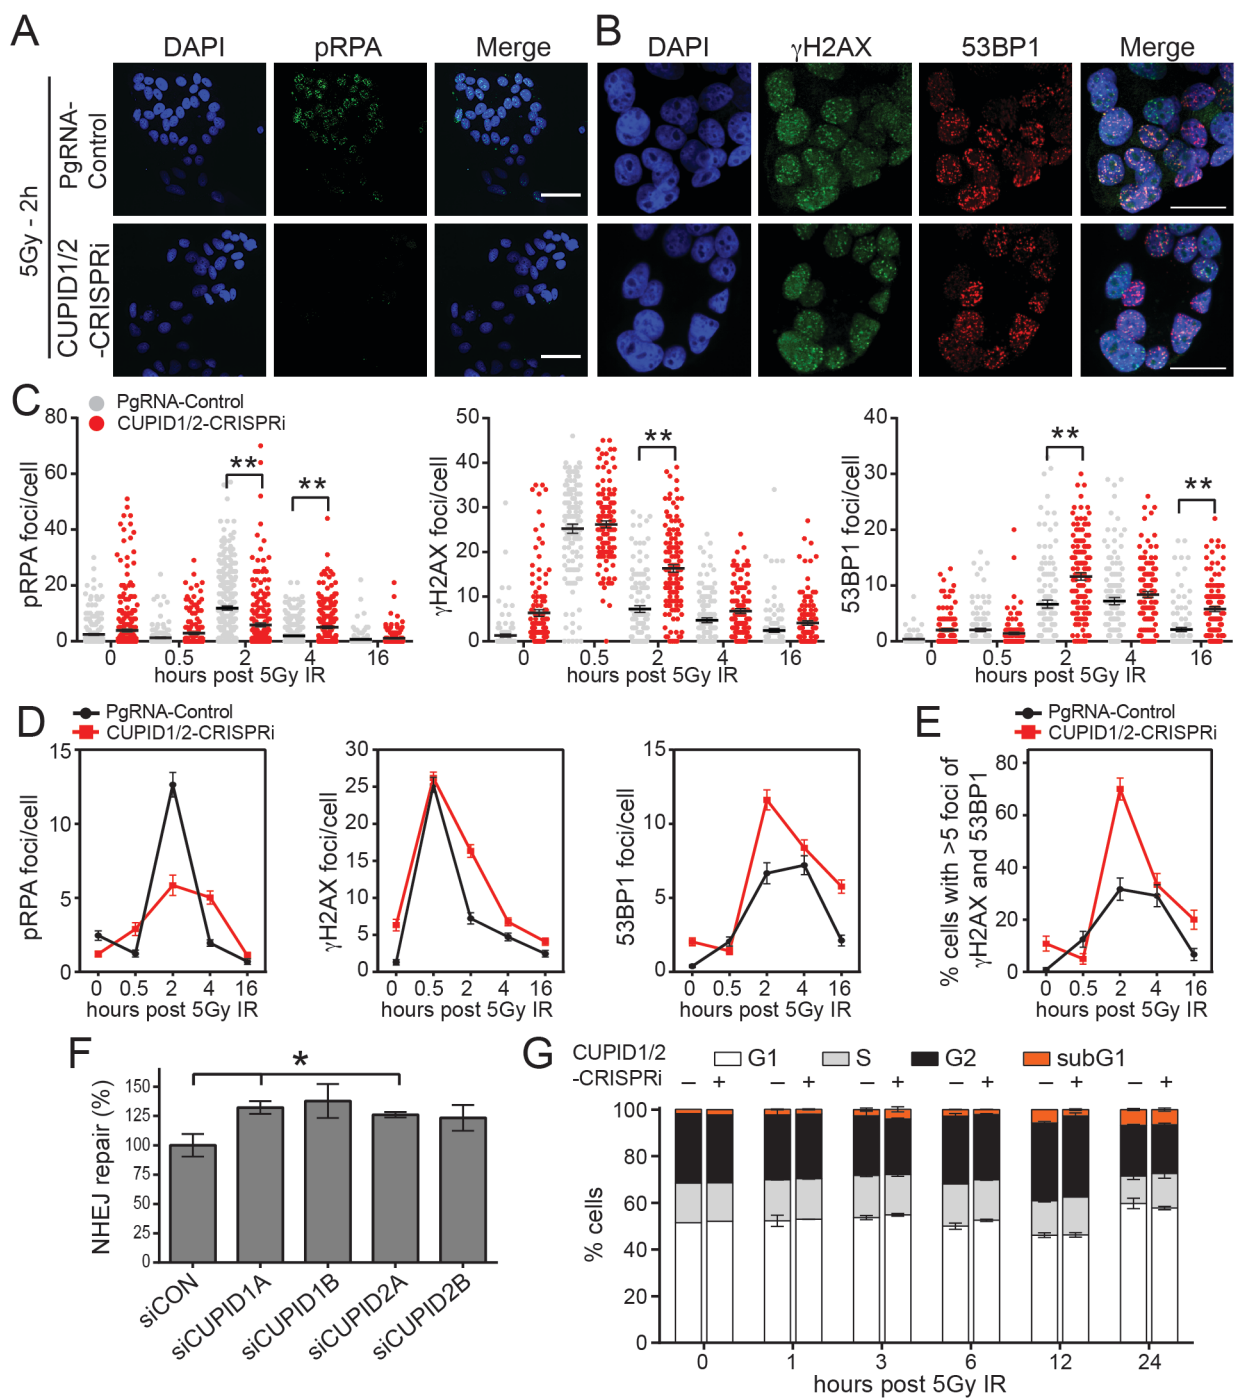 A
DAPI
pRPA
Merge
B
DAPI
γH2AX
53BP1
Merge
5Gy - 2h
PgRNA-
Control
CUPID1/2
-CRISPRi
C
PgRNA-Control
CUPID1/2-CRISPRi
pRPA foci/cell
80
60
40
20
0
**
**
0 0.5 2 4 16
hours post 5Gy IR
γH2AX foci/cell
50
40
30
20
10
0
**
0 0.5 2 4 16
hours post 5Gy IR
53BP1 foci/cell
40
30
20
10
0
**
**
0 0.5 2 4 16
hours post 5Gy IR
D
PgRNA-Control
CUPID1/2-CRISPRi
pRPA foci/cell
15
10
5
0
0 0.5 2 4 16
hours post 5Gy IR
γH2AX foci/cell
30
25
20
15
10
5
0
0 0.5 2 4 16
hours post 5Gy IR
53BP1 foci/cell
15
10
5
0
0 0.5 2 4 16
hours post 5Gy IR
E
PgRNA-Control
CUPID1/2-CRISPRi
% cells with >5 foci of
γH2AX and 53BP1
80
60
40
20
0
0 0.5 2 4 16
hours post 5Gy IR
F
NHEJ repair (%)
150
125
100
75
50
25
0
*
siCON
siCUPID1A
siCUPID1B
siCUPID2A
siCUPID2B
G
CUPID1/2
-CRISPRi
G1
S
G2
subG1
– + – + – + – + – + – +
% cells
100
80
60
40
20
0
0 1 3 6 12 24
hours post 5Gy IR